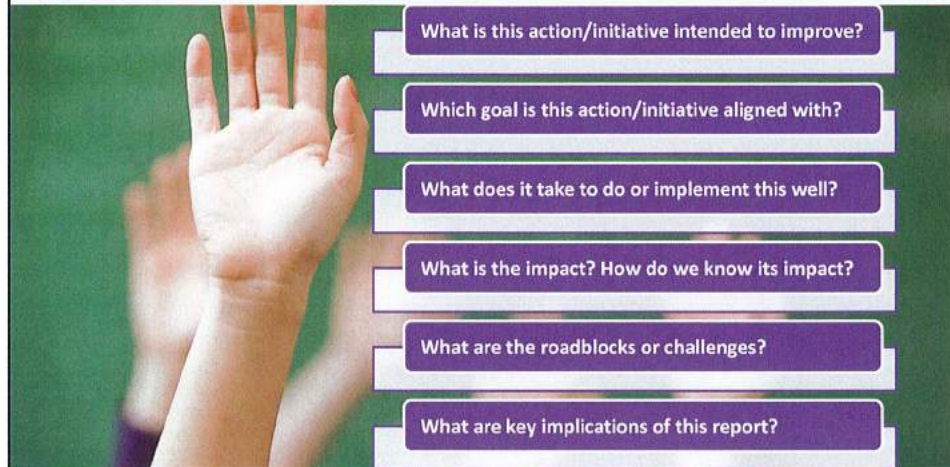 What is this action/initiative intended to improve?
Which goal is this action/initiative aligned with?
What does it take to do or implement this well?
What is the impact? How do we know its impact?
What are the roadblocks or challenges?
What are key implications of this report?